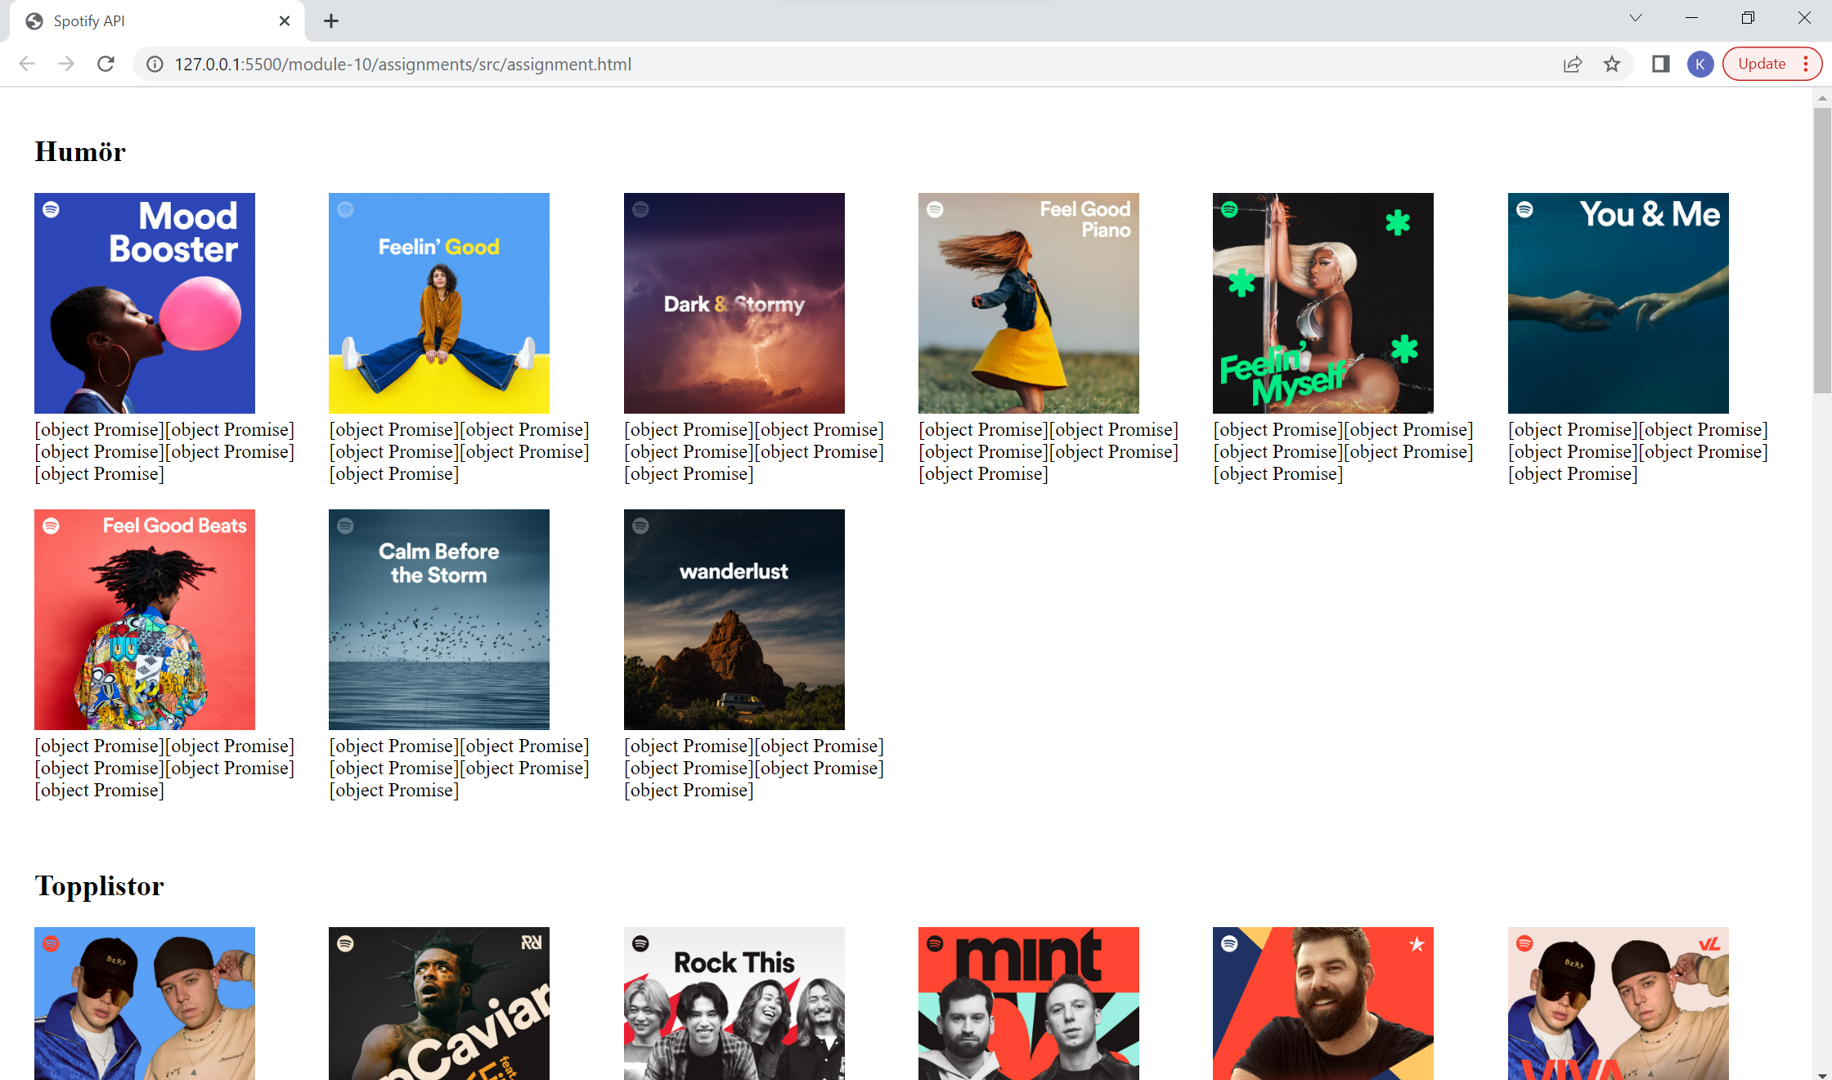 Spotify API
127.0.0.1:5500/module-10/assignments/src/assignment.html
K
Update
Humör
Mood
Booster
Feelin' Good
Dark & Stormy
Feel Good
Piano
Feelin'
Myself
You & Me
[object Promise][object Promise]
[object Promise][object Promise]
[object Promise]
[object Promise][object Promise]
[object Promise][object Promise]
[object Promise]
[object Promise][object Promise]
[object Promise][object Promise]
[object Promise]
[object Promise][object Promise]
[object Promise][object Promise]
[object Promise]
[object Promise][object Promise]
[object Promise][object Promise]
[object Promise]
[object Promise][object Promise]
[object Promise][object Promise]
[object Promise]
Feel Good Beats
Calm Before
the Storm
wanderlust
[object Promise][object Promise]
[object Promise][object Promise]
[object Promise]
[object Promise][object Promise]
[object Promise][object Promise]
[object Promise]
[object Promise][object Promise]
[object Promise][object Promise]
[object Promise]
Topplistor
Rock This
mint
VIVA